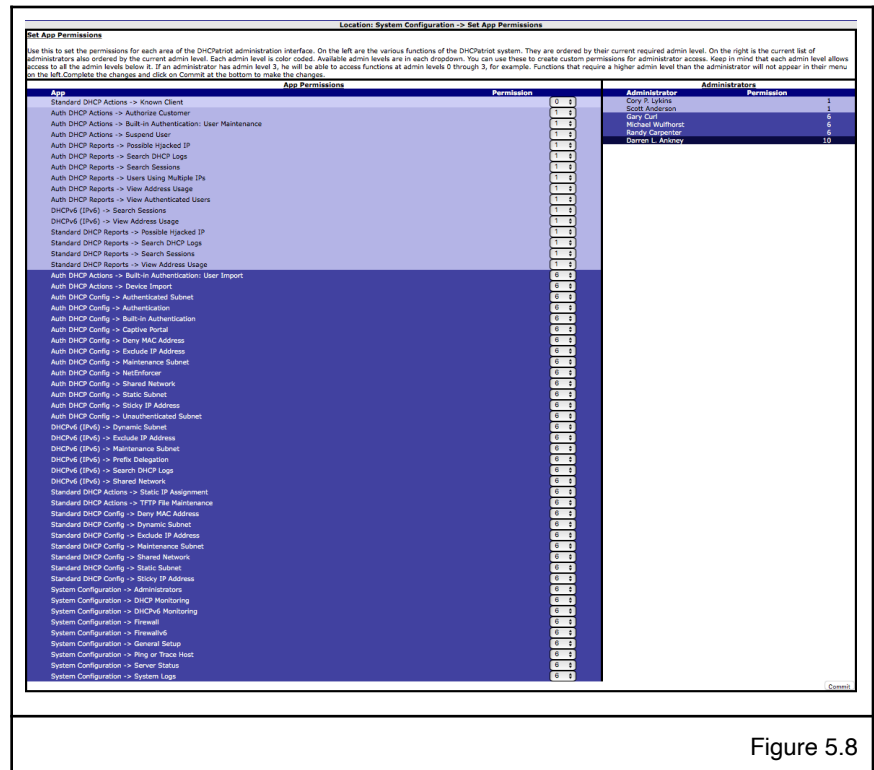 Location: System Configuration -> Set App Permissions
Set App Permissions
Use this to set the permissions for each area of the DHCPatriot administration interface. On the left are the various functions of the DHCPatriot system. They are ordered by their current required admin level. On the right is the current list of
administrators also ordered by the current admin level. Each admin level is color coded. Available admin levels are in each dropdown. You can use these to create custom permissions for administrator access. Keep in mind that each admin level allows
access to all the admin levels below it. If an administrator has admin level 3, he will be able to access functions at admin levels 0 through 3, for example. Functions that require a higher admin level than the administrator will not appear in their menu
on the left.Complete the changes and click on Commit at the bottom to make the changes.
App Permissions
App Permission
Standard DHCP Actions -> Known Client 0
Auth DHCP Actions -> Authorize Customer 1
Auth DHCP Actions -> Built-in Authentication: User Maintenance 1
Auth DHCP Actions -> Suspend User 1
Auth DHCP Reports -> Possible Hjacked IP 1
Auth DHCP Reports -> Search DHCP Logs 1
Auth DHCP Reports -> Search Sessions 1
Auth DHCP Reports -> Users Using Multiple IPs 1
Auth DHCP Reports -> View Address Usage 1
Auth DHCP Reports -> View Authenticated Users 1
DHCPv6 (IPv6) -> Search Sessions 1
DHCPv6 (IPv6) -> View Address Usage 1
Standard DHCP Reports -> Possible Hjacked IP 1
Standard DHCP Reports -> Search DHCP Logs 1
Standard DHCP Reports -> Search Sessions 1
Standard DHCP Reports -> View Address Usage 1
Auth DHCP Actions -> Built-in Authentication: User Import 6
Auth DHCP Actions -> Device Import 6
Auth DHCP Config -> Authenticated Subnet 6
Auth DHCP Config -> Authentication 6
Auth DHCP Config -> Built-in Authentication 6
Auth DHCP Config -> Captive Portal 6
Auth DHCP Config -> Deny MAC Address 6
Auth DHCP Config -> Exclude IP Address 6
Auth DHCP Config -> Maintenance Subnet 6
Auth DHCP Config -> NetEnforcer 6
Auth DHCP Config -> Shared Network 6
Auth DHCP Config -> Static Subnet 6
Auth DHCP Config -> Sticky IP Address 6
Auth DHCP Config -> Unauthenticated Subnet 6
DHCPv6 (IPv6) -> Dynamic Subnet 6
DHCPv6 (IPv6) -> Exclude IP Address 6
DHCPv6 (IPv6) -> Maintenance Subnet 6
DHCPv6 (IPv6) -> Prefix Delegation 6
DHCPv6 (IPv6) -> Search DHCP Logs 6
DHCPv6 (IPv6) -> Shared Network 6
Standard DHCP Actions -> Static IP Assignment 6
Standard DHCP Actions -> TFTP File Maintenance 6
Standard DHCP Config -> Deny MAC Address 6
Standard DHCP Config -> Dynamic Subnet 6
Standard DHCP Config -> Exclude IP Address 6
Standard DHCP Config -> Maintenance Subnet 6
Standard DHCP Config -> Shared Network 6
Standard DHCP Config -> Static Subnet 6
Standard DHCP Config -> Sticky IP Address 6
System Configuration -> Administrators 6
System Configuration -> DHCP Monitoring 6
System Configuration -> DHCPv6 Monitoring 6
System Configuration -> Firewall 6
System Configuration -> Firewallv6 6
System Configuration -> General Setup 6
System Configuration -> Ping or Trace Host 6
System Configuration -> Server Status 6
System Configuration -> System Logs 6
Administrators
Administrator Permission
Cory P. Lykins 1
Scott Anderson 1
Gary Curl 6
Michael Wulfhorst 6
Randy Carpenter 6
Darren L. Ankney 10
Commit
Figure 5.8